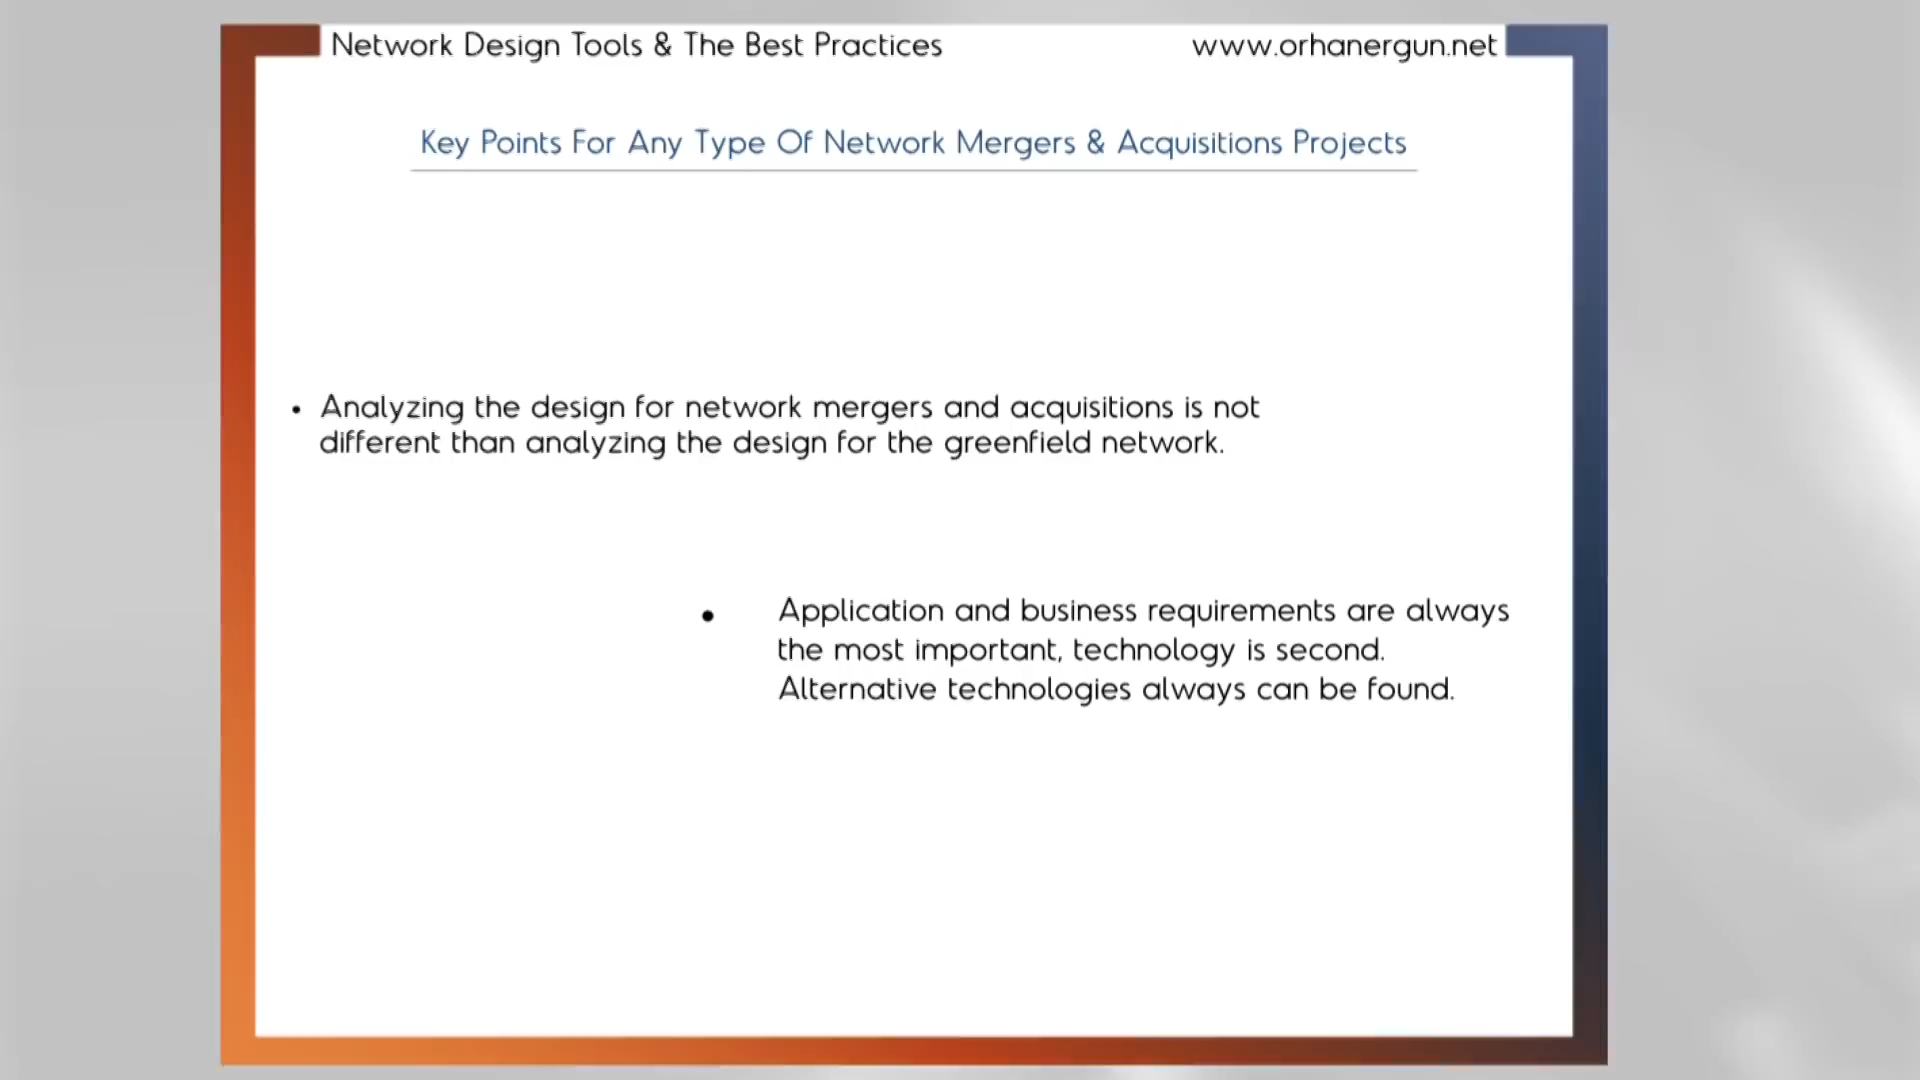 Network Design Tools & The Best Practices
www.orhanergun.net
Key Points For Any Type Of Network Mergers & Acquisitions Projects
• Analyzing the design for network mergers and acquisitions is not
different than analyzing the design for the greenfield network.
• Application and business requirements are always
the most important, technology is second.
Alternative technologies always can be found.